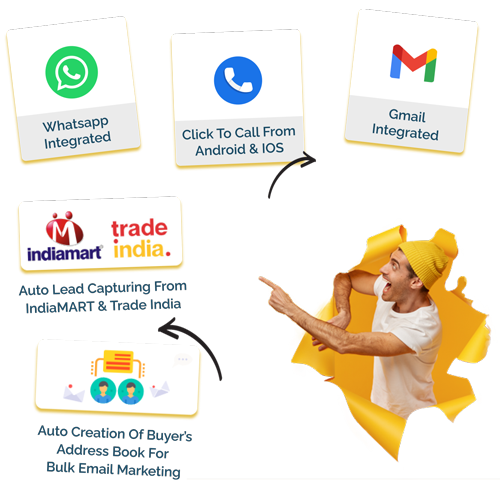 Whatsapp
Integrated
Click To Call From
Android & IOS
Gmail
Integrated
indiamart
trade
india.
Auto Lead Capturing From
IndiaMART & Trade India
Auto Creation Of Buyer's
Address Book For
Bulk Email Marketing